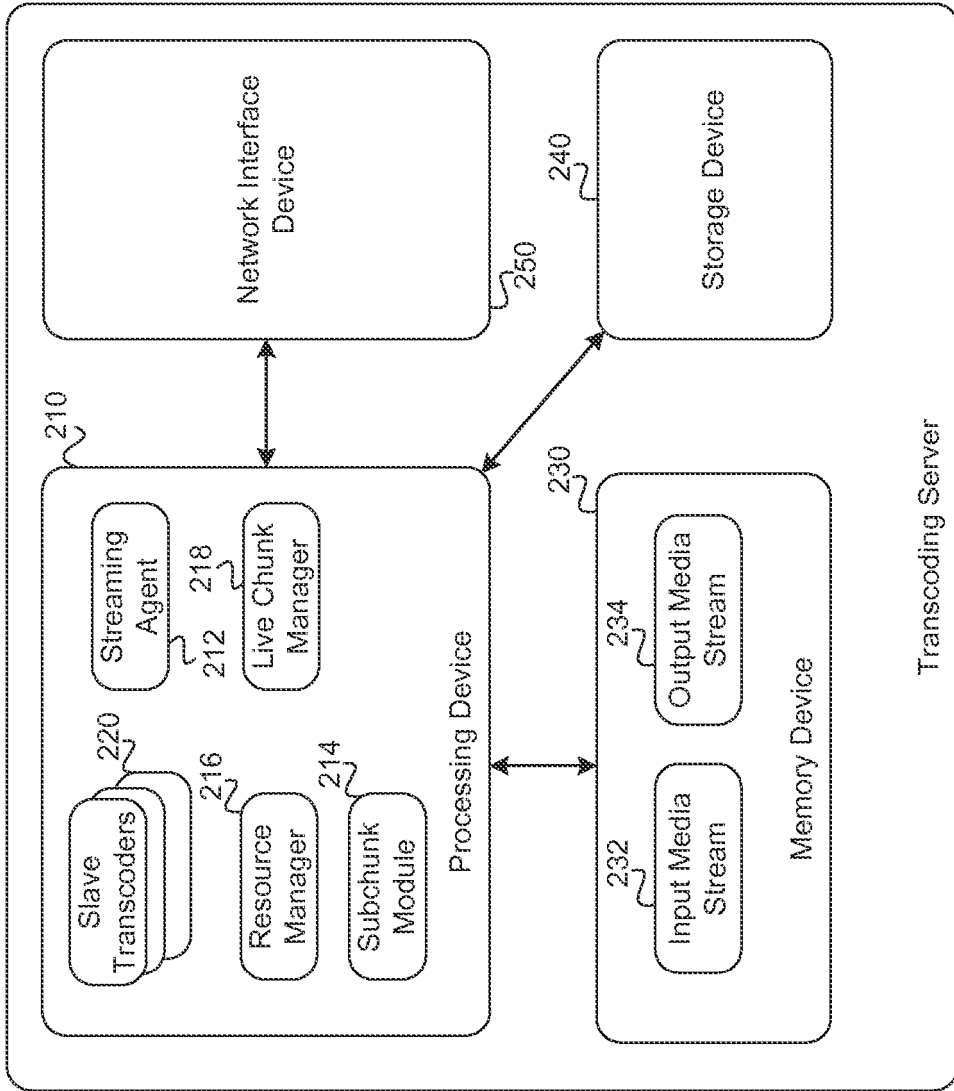 210
Slave
Transcoders
220
Streaming
Agent
212
Resource
Manager
216
218
Live Chunk
Manager
Subchunk
Module
214
Processing Device
Network Interface
Device
250
230
Input Media
Stream
232
Output Media
Stream
234
Memory Device
240
Storage Device
Transcoding Server